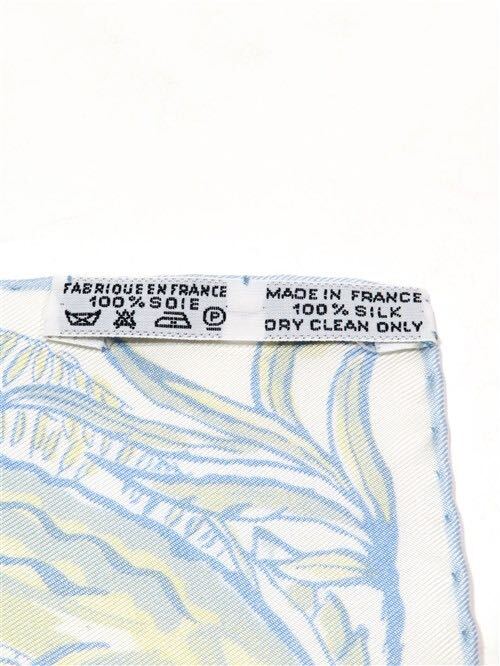 FABRIQUE EN FRANCE
100% SOIE
P
MADE IN FRANCE
100% SILK
DRY CLEAN ONLY